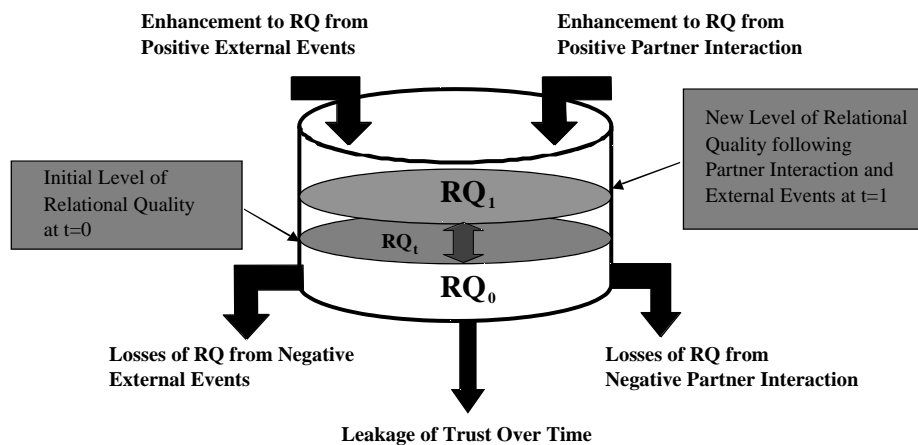 Enhancement to RQ from
Positive External Events
Enhancement to RQ from
Positive Partner Interaction
New Level of Relational
Quality following
Partner Interaction and
External Events at t=1
Initial Level of
Relational Quality
at t=0
RQ1
RQt
RQ0
Losses of RQ from Negative
External Events
Losses of RQ from
Negative Partner Interaction
Leakage of Trust Over Time